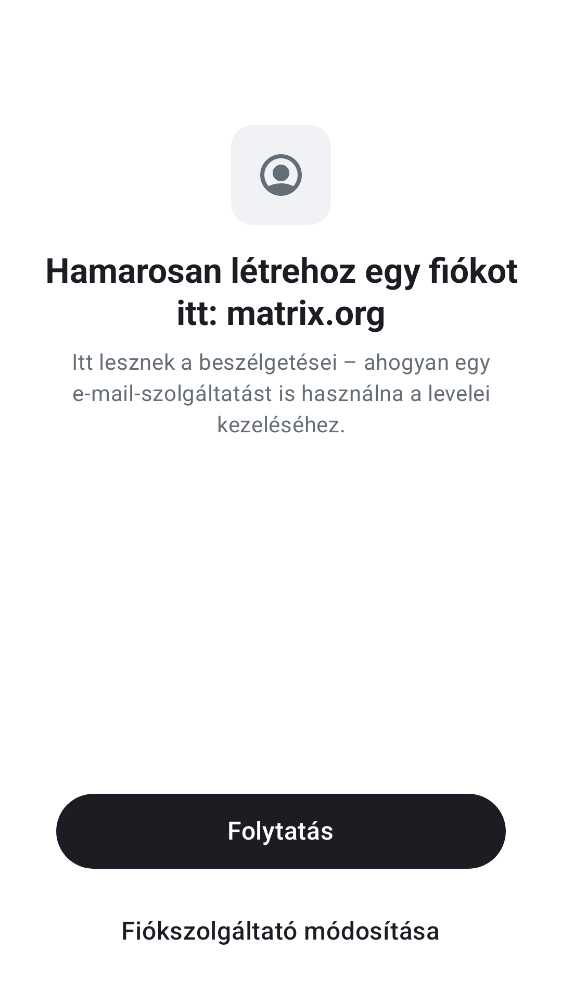 Hamarosan létrehoz egy fiókot
itt: matrix.org
Itt lesznek a beszélgetései – ahogyan egy
e-mail-szolgáltatást is használna a levelei
kezeléséhez.
Folytatás
Fiókszolgáltató módosítása